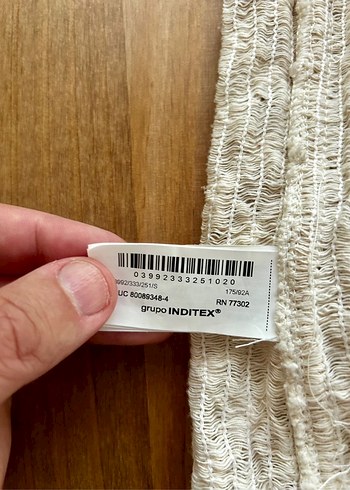 03992333251020
3992/333/251/S 175/92A
UC 80089348-4 RN 77302
grupo INDITEX®